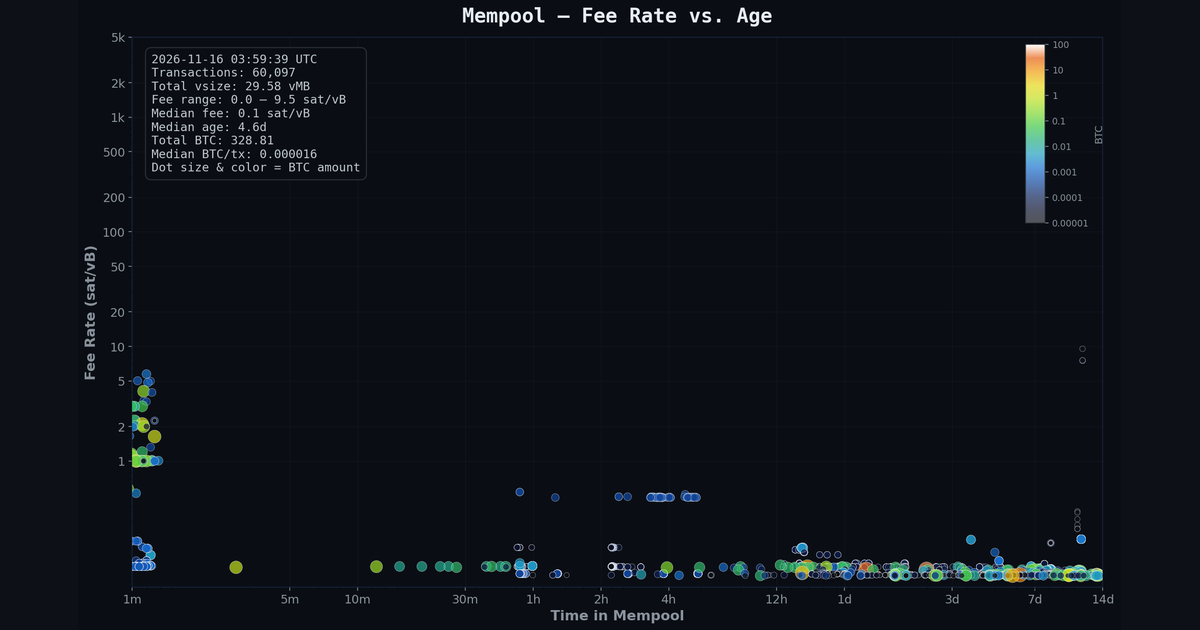 Mempool — Fee Rate vs. Age
2026-11-16 03:59:39 UTC
Transactions: 60,097
Total vsize: 29.58 vMB
Fee range: 0.0 – 9.5 sat/vB
Median fee: 0.1 sat/vB
Median age: 4.6d
Total BTC: 328.81
Median BTC/tx: 0.000016
Dot size & color = BTC amount
5k
2k
1k
500
200
100
50
20
10
5
2
1
Fee Rate (sat/vB)
100
10
1
0.1
0.01
0.001
0.0001
0.00001
BTC
1m
5m
10m
30m
1h
2h
4h
12h
1d
3d
7d
14d
Time in Mempool